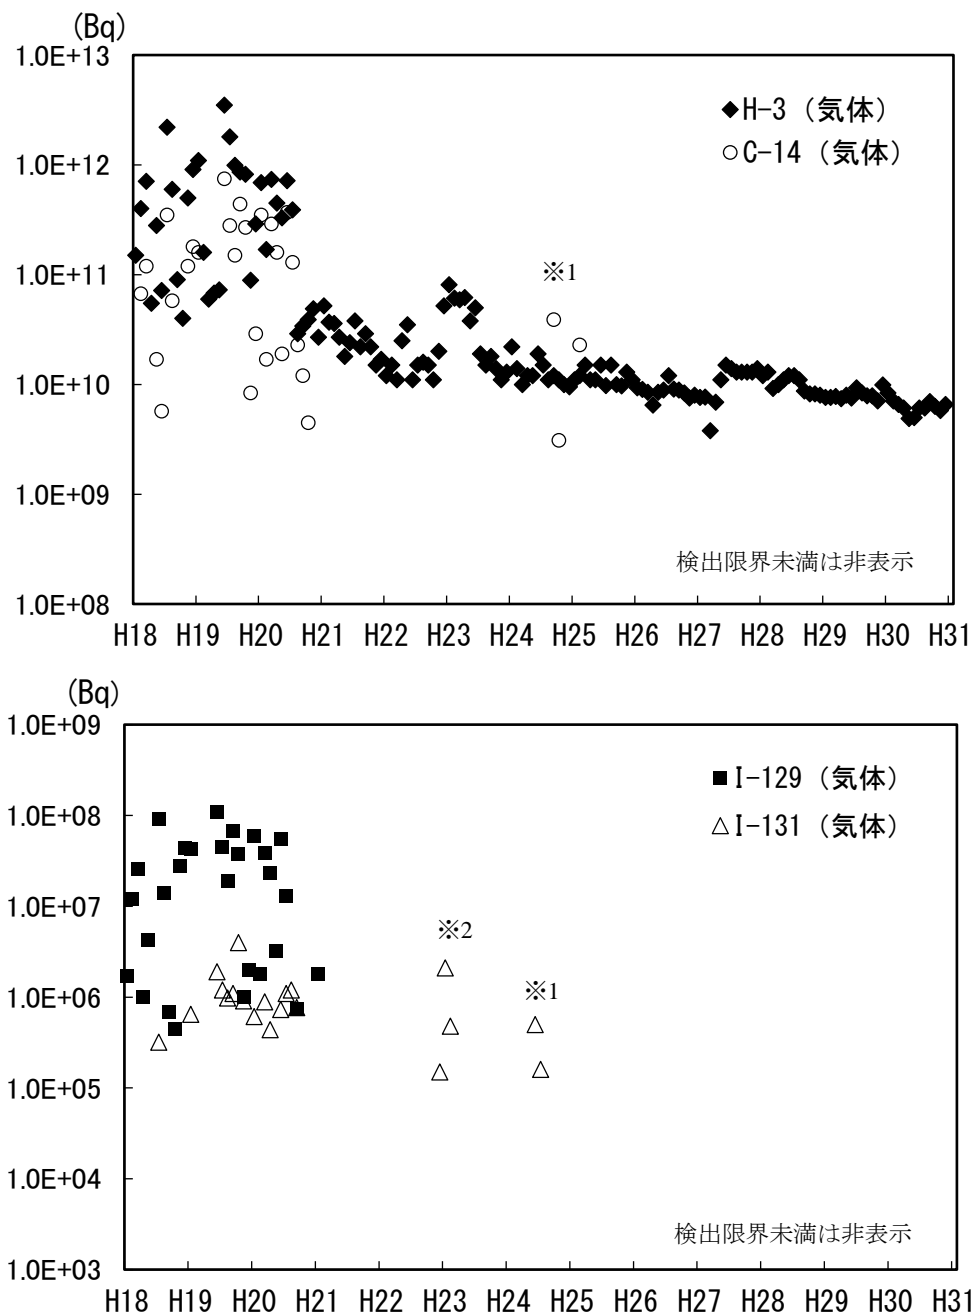 (Bq)
1.0E+13
◆H-3 (気体)
○C-14 (気体)
1.0E+12
1.0E+11
※1
1.0E+10
1.0E+09
検出限界未満は非表示
1.0E+08
H18 H19 H20 H21 H22 H23 H24 H25 H26 H27 H28 H29 H30 H31
(Bq)
1.0E+09
■I-129 (気体)
△I-131 (気体)
1.0E+08
1.0E+07
※2
1.0E+06
※1
1.0E+05
1.0E+04
検出限界未満は非表示
1.0E+03
H18 H19 H20 H21 H22 H23 H24 H25 H26 H27 H28 H29 H30 H31